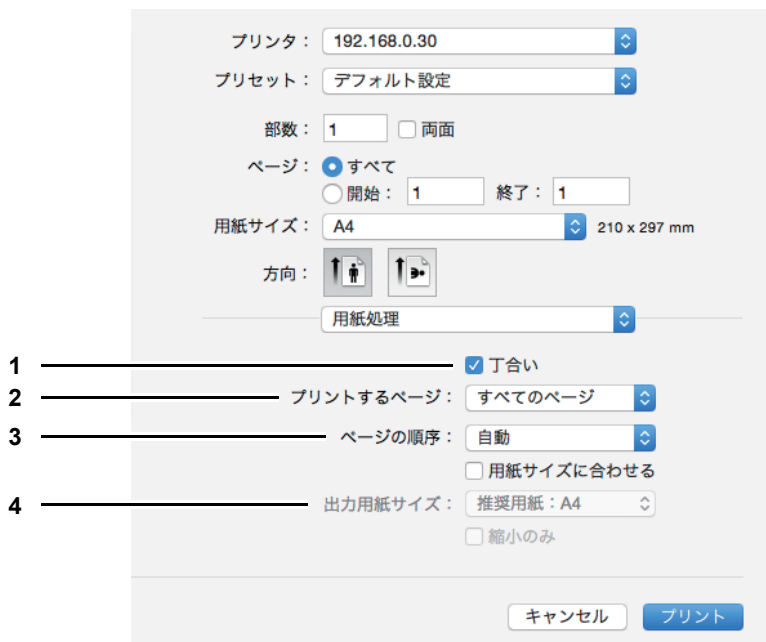 プリンタ： 192.168.0.30
プリセット： デフォルト設定
部数： 1 両面
ページ： すべて
開始： 1 終了： 1
用紙サイズ： A4 210 x 297 mm
方向：
用紙処理
1 丁合い
2 プリントするページ： すべてのページ
3 ページの順序： 自動
用紙サイズに合わせる
4 出力用紙サイズ： 推奨用紙：A4
縮小のみ
キャンセル プリント